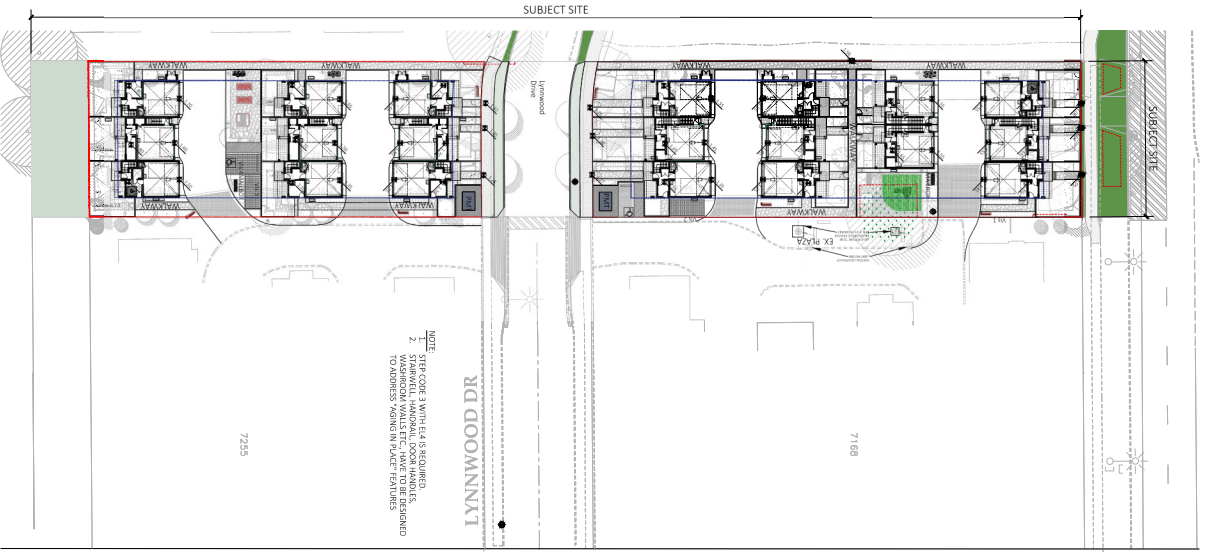 SUBJECT SITE
WALKWAY
WALKWAY
Lynnwood
Drive
WALKWAY
WALKWAY
SUBJECT SITE
WALKWAY
WALKWAY
PMT
PMT
WALKWAY
WALKWAY
EX. PLAZA
NOTE:
1. STEP CODE 3 WITH EL4 IS REQUIRED.
2. STAIRWELL, HANDRAIL, DOOR HANDLES,
WASHROOM WALLS ETC., HAVE TO BE DESIGNED
TO ADDRESS "AGING IN PLACE" FEATURES
LYNNWOOD DR
7255
7168